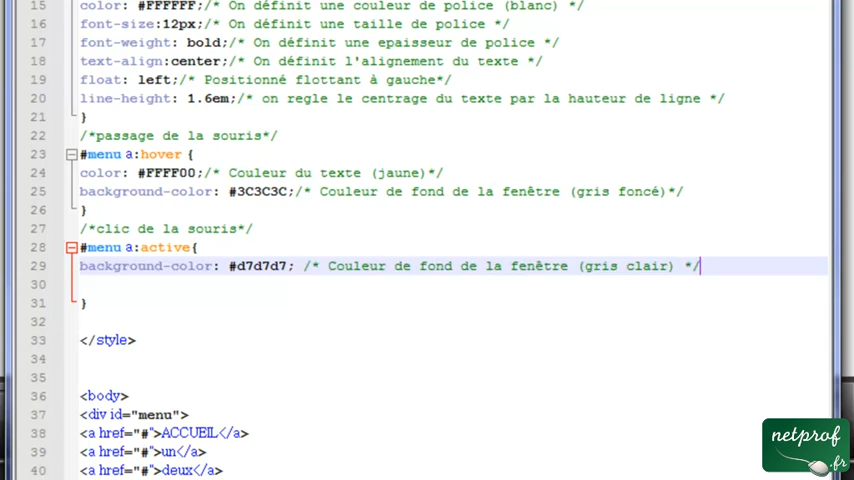 15 color: #FFFFFF;/* On définit une couleur de police (blanc) */
16 font-size:12px;/* On définit une taille de police */
17 font-weight: bold;/* On définit une epaisseur de police */
18 text-align:center;/* On définit l'alignement du texte */
19 float: left;/* Positionné flottant à gauche*/
20 line-height: 1.6em;/* on regle le centrage du texte par la hauteur de ligne */
21 }
22 /*passage de la souris*/
23 #menu a:hover {
24 color: #FFFF00;/* Couleur du texte (jaune)*/
25 background-color: #3C3C3C;/* Couleur de fond de la fenêtre (gris foncé)*/
26 }
27 /*clic de la souris*/
28 #menu a:active{
29 background-color: #d7d7d7; /* Couleur de fond de la fenêtre (gris clair) */
30
31 }
32
33 </style>
34
35
36 <body>
37 <div id="menu">
38 <a href="#">ACCUEIL</a>
39 <a href="#">un</a>
40 <a href="#">deux</a>
netprof
.fr